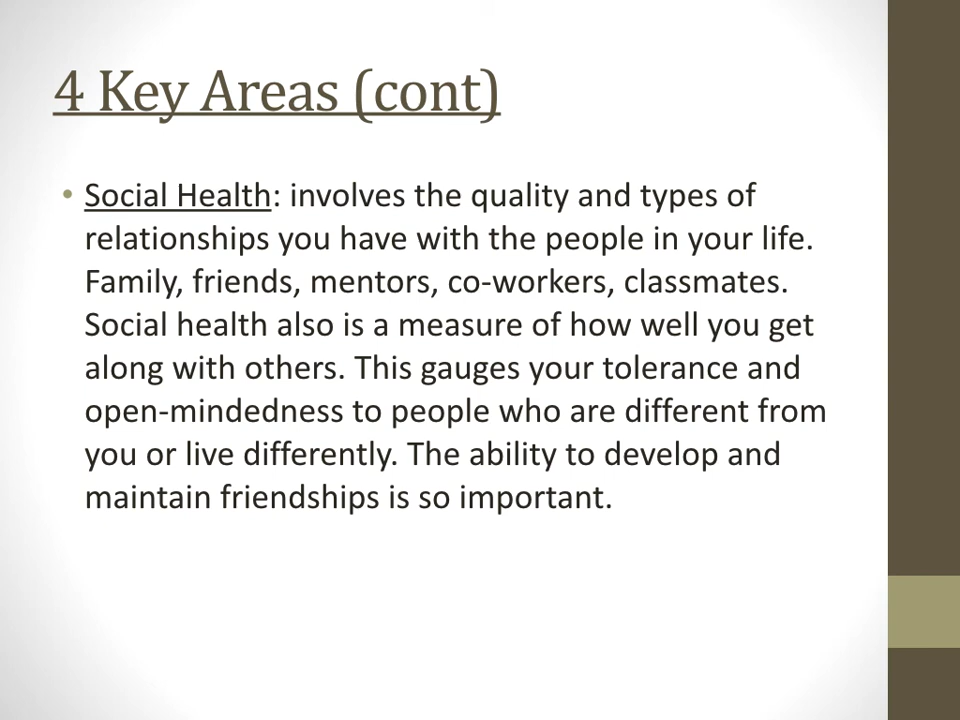 4 Key Areas (cont)
• Social Health: involves the quality and types of
relationships you have with the people in your life.
Family, friends, mentors, co-workers, classmates.
Social health also is a measure of how well you get
along with others. This gauges your tolerance and
open-mindedness to people who are different from
you or live differently. The ability to develop and
maintain friendships is so important.